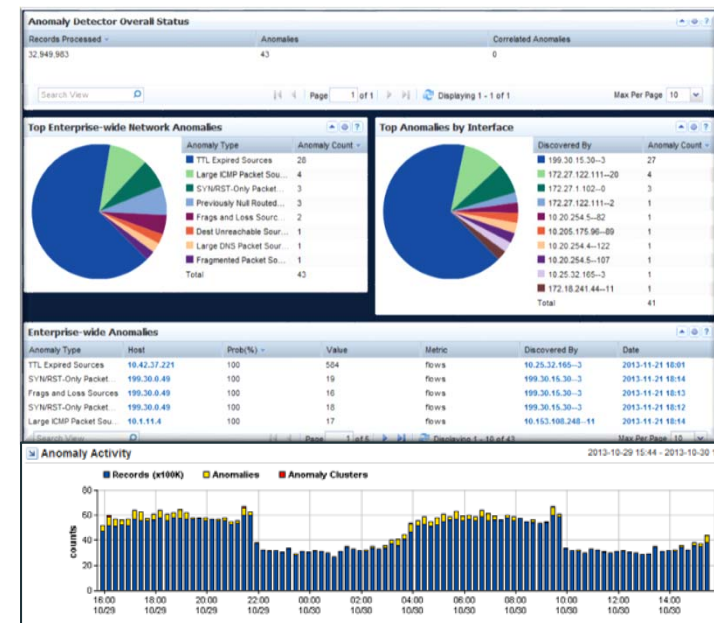 Anomaly Detector Overall Status
Records Processed Anomalies Correlated Anomalies
32,949,983 43 0
Search View Page 1 of 1 Displaying 1 - 1 of 1 Max Per Page 10
Top Enterprise-wide Network Anomalies
Anomaly Type Anomaly Count
TTL Expired Sources 28
Large ICMP Packet Sou... 4
SYN/RST-Only Packet... 3
Previously Null Routed... 3
Frags and Loss Sourc... 2
Dest Unreachable Sour... 1
Large DNS Packet Sour... 1
Fragmented Packet So... 1
Total 43
Top Anomalies by Interface
Discovered By Anomaly Count
199.30.15.30--3 27
172.27.122.111--20 4
172.27.1.102--0 3
172.27.122.111--2 1
10.20.254.5--82 1
10.205.175.96--89 1
10.20.254.4--122 1
10.20.254.5--107 1
10.25.32.165--3 1
172.18.241.44--11 1
Total 41
Enterprise-wide Anomalies
Anomaly Type Host Prob(%) Value Metric Discovered By Date
TTL Expired Sources 10.42.37.221 100 584 flows 10.25.32.165--3 2013-11-21 18:01
SYN/RST-Only Packet... 199.30.0.49 100 19 flows 199.30.15.30--3 2013-11-21 18:14
Frags and Loss Sources 199.30.0.49 100 16 flows 199.30.15.30--3 2013-11-21 18:13
SYN/RST-Only Packet... 199.30.0.49 100 18 flows 199.30.15.30--3 2013-11-21 18:12
Large ICMP Packet Sou... 10.1.11.4 100 17 flows 10.153.108.248--11 2013-11-21 18:14
Search View Page 1 of 5 Displaying 1 - 10 of 43 Max Per Page 10
Anomaly Activity 2013-10-29 15:44 - 2013-10-30 1
Records (x100K) Anomalies Anomaly Clusters
counts
80
60
40
20
0
16:00 18:00 20:00 22:00 00:00 02:00 04:00 06:00 08:00 10:00 12:00 14:00
10/29 10/29 10/29 10/29 10/30 10/30 10/30 10/30 10/30 10/30 10/30 10/30